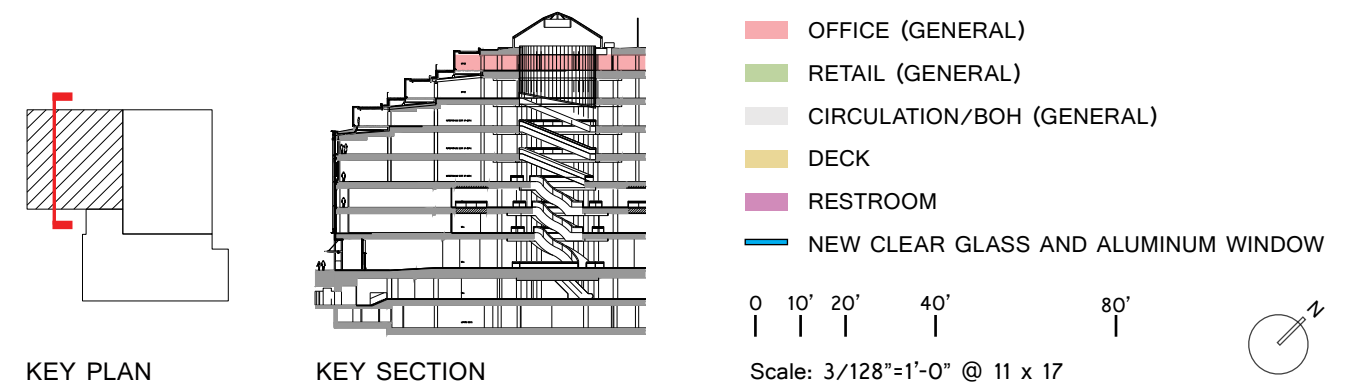 OFFICE (GENERAL)
RETAIL (GENERAL)
CIRCULATION/BOH (GENERAL)
DECK
RESTROOM
NEW CLEAR GLASS AND ALUMINUM WINDOW
0 10' 20' 40' 80'
N
KEY PLAN
KEY SECTION
Scale: 3/128"=1'-0" @ 11 x 17